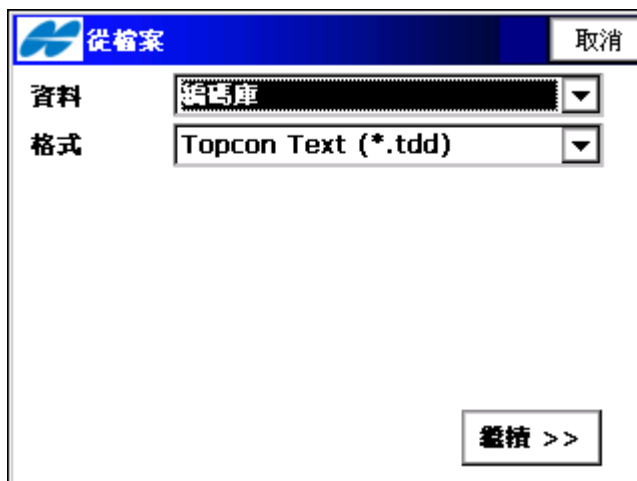 從檔案 取消
資料 編碼庫
格式 Topcon Text (*.tdd)
繼續 >>